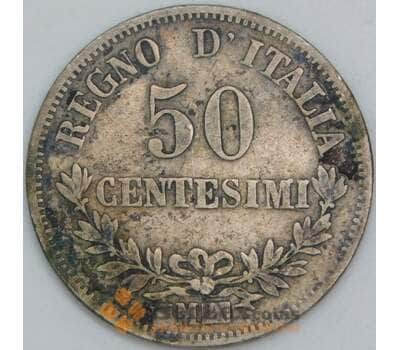 REGNO D'ITALIA
50
CENTESIMI